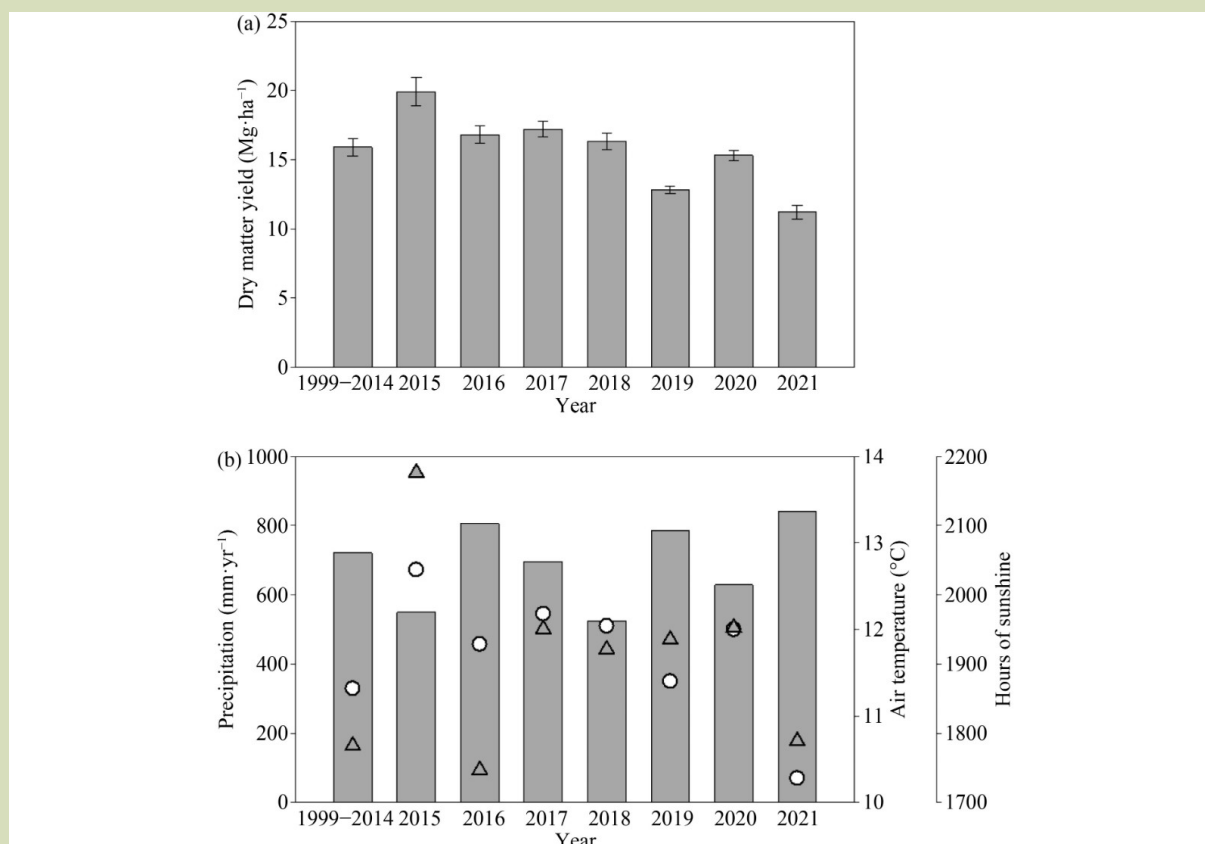 (a)
25
20
15
10
5
0
Dry matter yield (Mg·ha⁻¹)
1999−2014 2015 2016 2017 2018 2019 2020 2021
Year
(b)
1000
800
600
400
200
0
Precipitation (mm·yr⁻¹)
14
13
12
11
10
Air temperature (°C)
2200
2100
2000
1900
1800
1700
Hours of sunshine
1999−2014 2015 2016 2017 2018 2019 2020 2021
Year